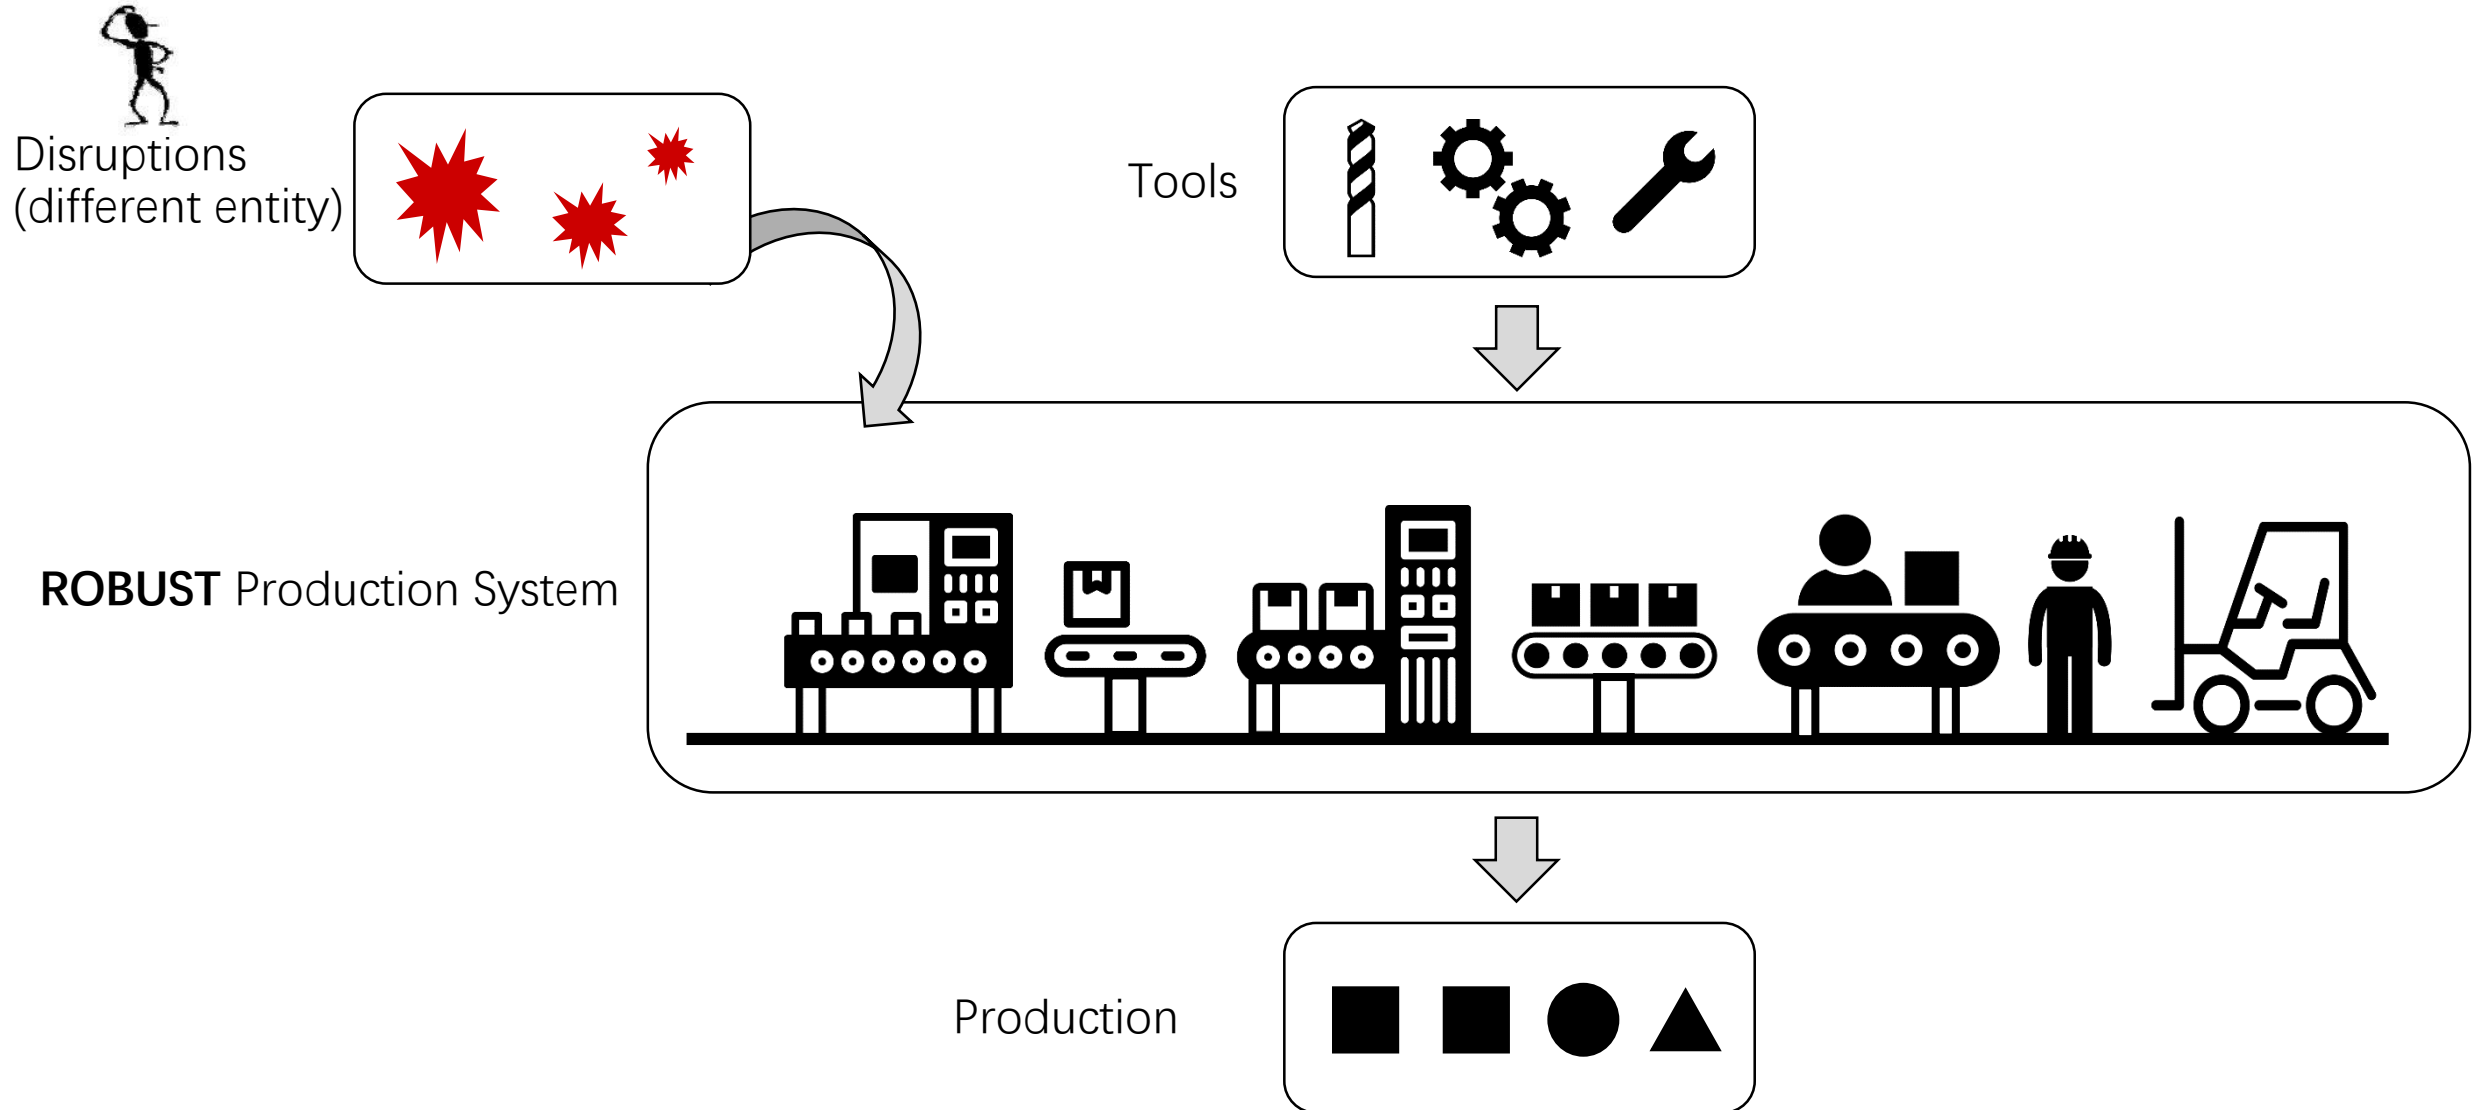 Disruptions
(different entity)
Tools
ROBUST Production System
Production